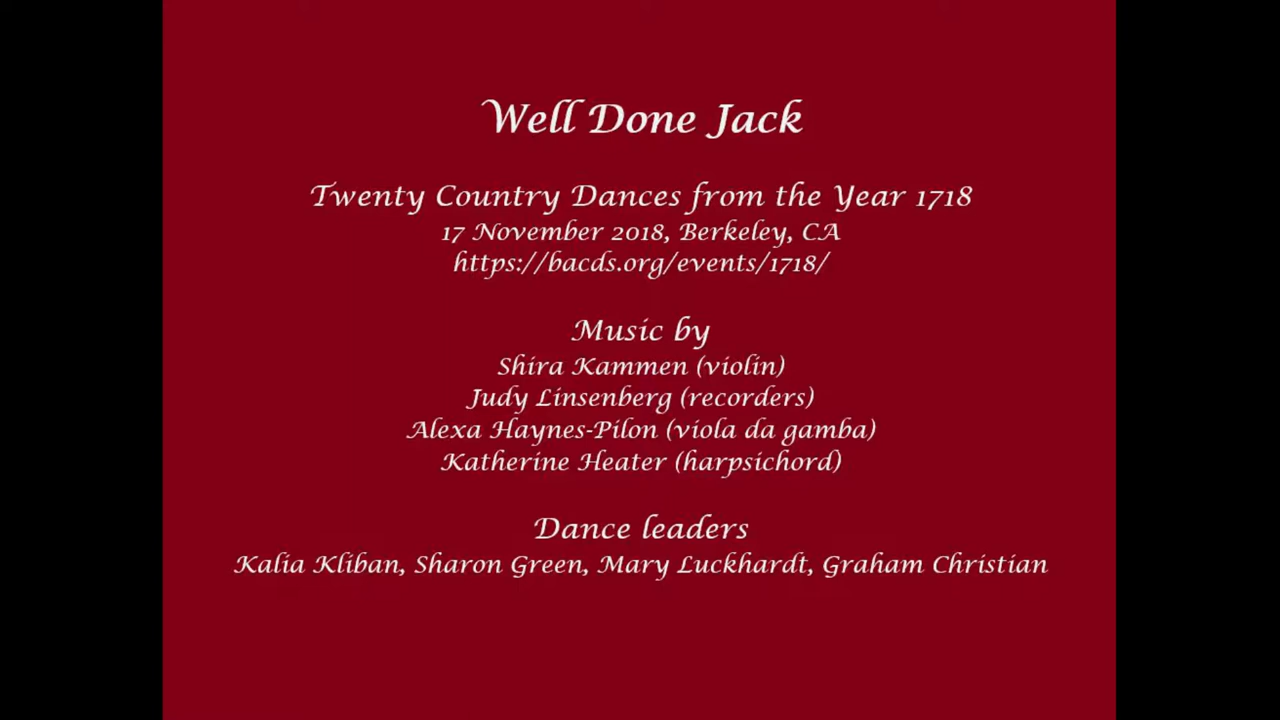 Well Done Jack
Twenty Country Dances from the Year 1718
17 November 2018, Berkeley, CA
https://bacds.org/events/1718/
Music by
Shira Kammen (violin)
Judy Linsenberg (recorders)
Alexa Haynes-Pilon (viola da gamba)
Katherine Heater (harpsichord)
Dance leaders
Kalia Kliban, Sharon Green, Mary Luckhardt, Graham Christian